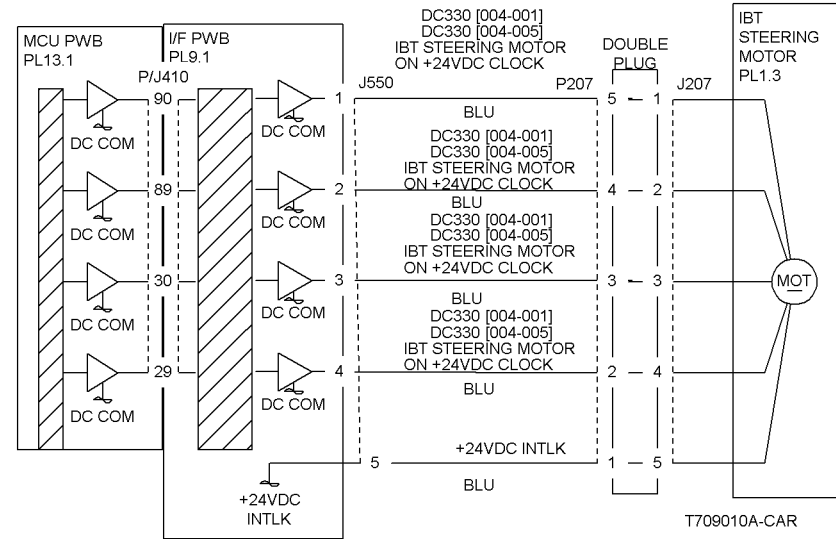 DC330 [004-001]
DC330 [004-005]
IBT STEERING MOTOR
ON +24VDC CLOCK
MCU PWB
PL13.1
I/F PWB
PL9.1
P/J410
J550
P207
DOUBLE
PLUG
J207
IBT
STEERING
MOTOR
PL1.3
90
1
5
1
DC COM
DC COM
BLU
DC330 [004-001]
DC330 [004-005]
IBT STEERING MOTOR
ON +24VDC CLOCK
89
2
4
2
DC COM
DC COM
BLU
DC330 [004-001]
DC330 [004-005]
IBT STEERING MOTOR
ON +24VDC CLOCK
30
3
3
3
MOT
DC COM
DC COM
BLU
DC330 [004-001]
DC330 [004-005]
IBT STEERING MOTOR
ON +24VDC CLOCK
29
4
2
4
DC COM
DC COM
BLU
+24VDC INTLK
5
1
5
BLU
+24VDC
INTLK
T709010A-CAR